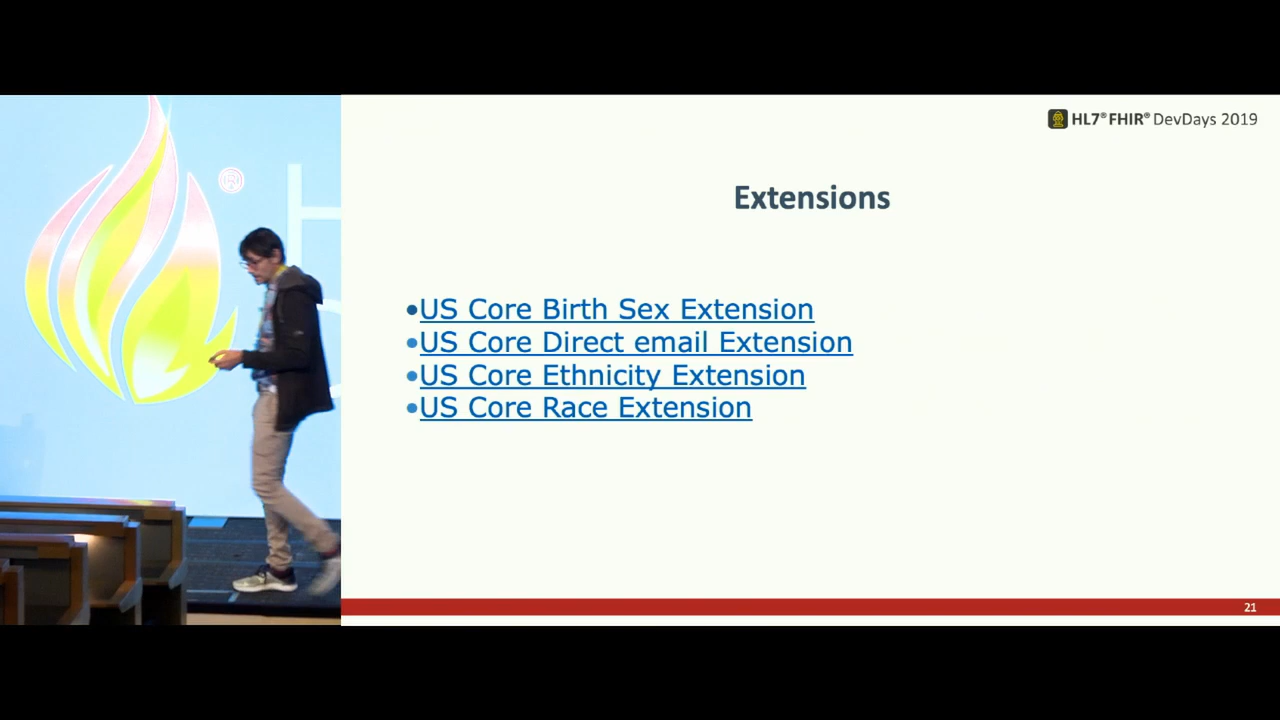 HL7® FHIR® DevDays 2019
Extensions
•US Core Birth Sex Extension
•US Core Direct email Extension
•US Core Ethnicity Extension
•US Core Race Extension
21
®
H